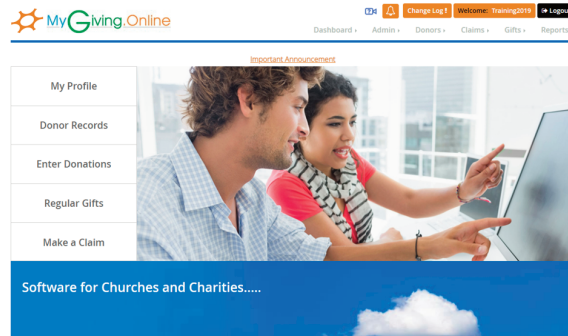 MyGiving.Online
Change Log !
Welcome: Training2019
Logou
Dashboard
Admin
Donors
Claims
Gifts
Reports
Important Announcement
My Profile
Donor Records
Enter Donations
Regular Gifts
Make a Claim
Software for Churches and Charities.....